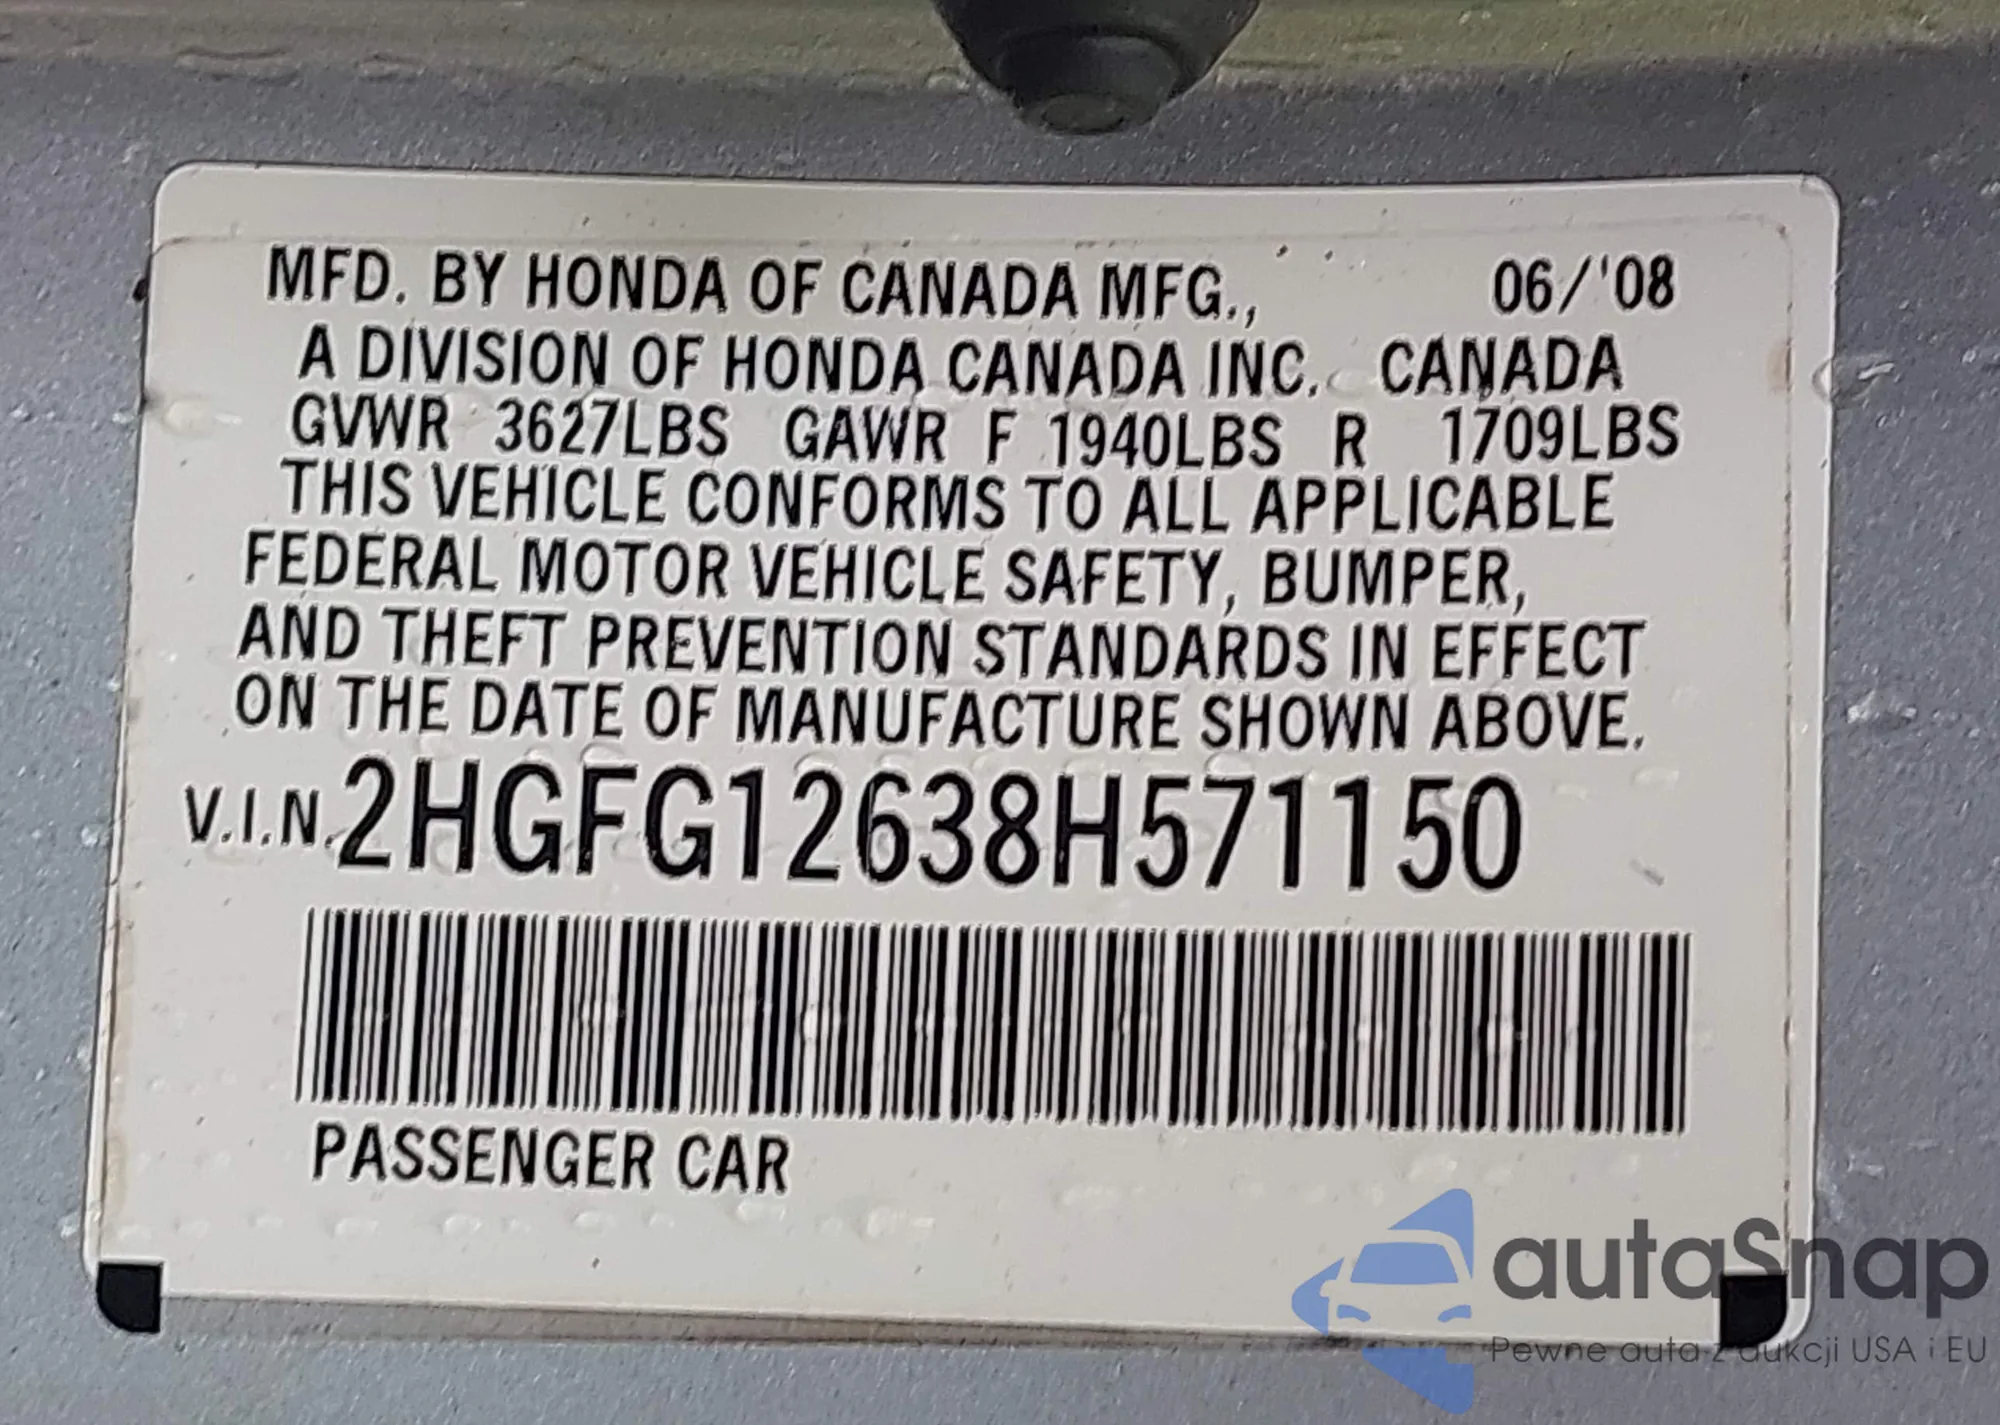 MFD. BY HONDA OF CANADA MFG., 06/'08
A DIVISION OF HONDA CANADA INC. CANADA
GVWR 3627LBS GAWR F 1940LBS R 1709LBS
THIS VEHICLE CONFORMS TO ALL APPLICABLE
FEDERAL MOTOR VEHICLE SAFETY, BUMPER,
AND THEFT PREVENTION STANDARDS IN EFFECT
ON THE DATE OF MANUFACTURE SHOWN ABOVE.
V.I.N. 2HGFG12638H571150
PASSENGER CAR
autaSnap
Pewne auta z aukcji USA i EU